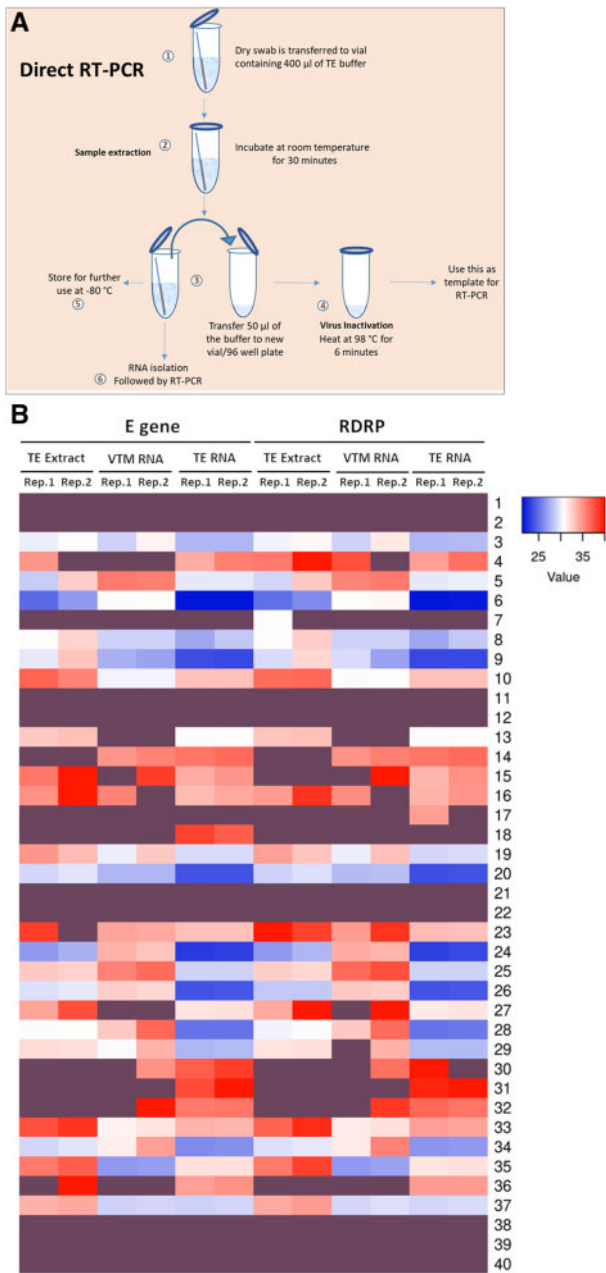 A
Direct RT-PCR
①
Dry swab is transferred to vial
containing 400 µl of TE buffer
Sample extraction
②
Incubate at room temperature
for 30 minutes
Store for further
use at -80 °C
⑤
③
Transfer 50 µl of
the buffer to new
vial/96 well plate
④
Virus Inactivation
Heat at 98 °C for
6 minutes
Use this as
template for
RT-PCR
⑥
RNA isolation
Followed by RT-PCR
B
E gene RDRP
TE Extract VTM RNA TE RNA TE Extract VTM RNA TE RNA
Rep.1 Rep.2 Rep.1 Rep.2 Rep.1 Rep.2 Rep.1 Rep.2 Rep.1 Rep.2 Rep.1 Rep.2
1
2
3
4
5
6
7
8
9
10
11
12
13
14
15
16
17
18
19
20
21
22
23
24
25
26
27
28
29
30
31
32
33
34
35
36
37
38
39
40
25 35
Value